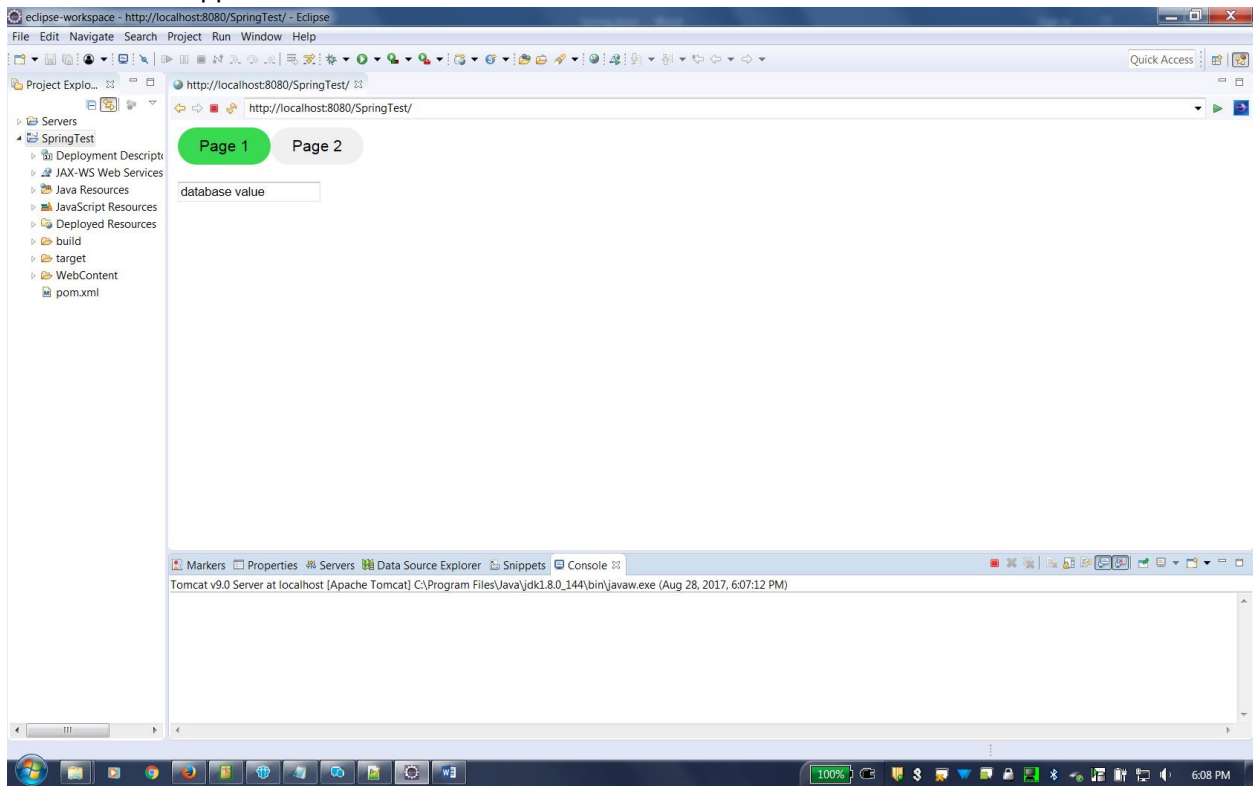 eclipse-workspace - http://localhost:8080/SpringTest/ - Eclipse
File Edit Navigate Search Project Run Window Help
Quick Access
Project Explo...
http://localhost:8080/SpringTest/
http://localhost:8080/SpringTest/
Servers
SpringTest
Deployment Descripto
JAX-WS Web Services
Java Resources
JavaScript Resources
Deployed Resources
build
target
WebContent
pom.xml
Page 1 Page 2
database value
Markers Properties Servers Data Source Explorer Snippets Console
Tomcat v9.0 Server at localhost [Apache Tomcat] C:\Program Files\Java\jdk1.8.0_144\bin\javaw.exe (Aug 28, 2017, 6:07:12 PM)
100%
6:08 PM